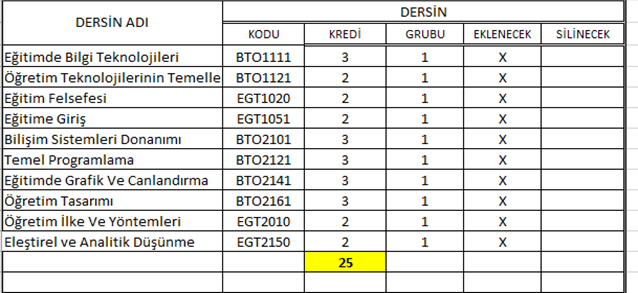 DERSİN ADI DERSİN
KODU KREDİ GRUBU EKLENECEK SİLİNECEK
Eğitimde Bilgi Teknolojileri BTO1111 3 1 X
Öğretim Teknolojilerinin Temelle BTO1121 2 1 X
Eğitim Felsefesi EGT1020 2 1 X
Eğitime Giriş EGT1051 2 1 X
Bilişim Sistemleri Donanımı BTO2101 3 1 X
Temel Programlama BTO2121 3 1 X
Eğitimde Grafik Ve Canlandırma BTO2141 3 1 X
Öğretim Tasarımı BTO2161 3 1 X
Öğretim İlke Ve Yöntemleri EGT2010 2 1 X
Eleştirel ve Analitik Düşünme EGT2150 2 1 X
25